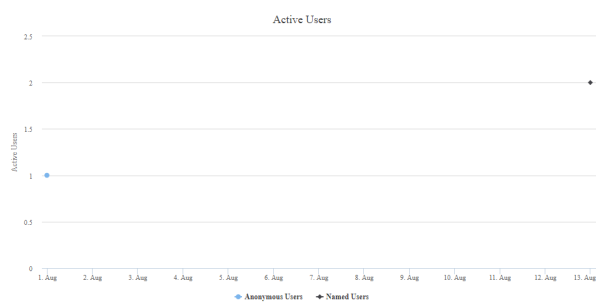 Active Users
2.5
2
1.5
1
0.5
0
Active Users
1. Aug 2. Aug 3. Aug 4. Aug 5. Aug 6. Aug 7. Aug 8. Aug 9. Aug 10. Aug 11. Aug 12. Aug 13. Aug
Anonymous Users Named Users